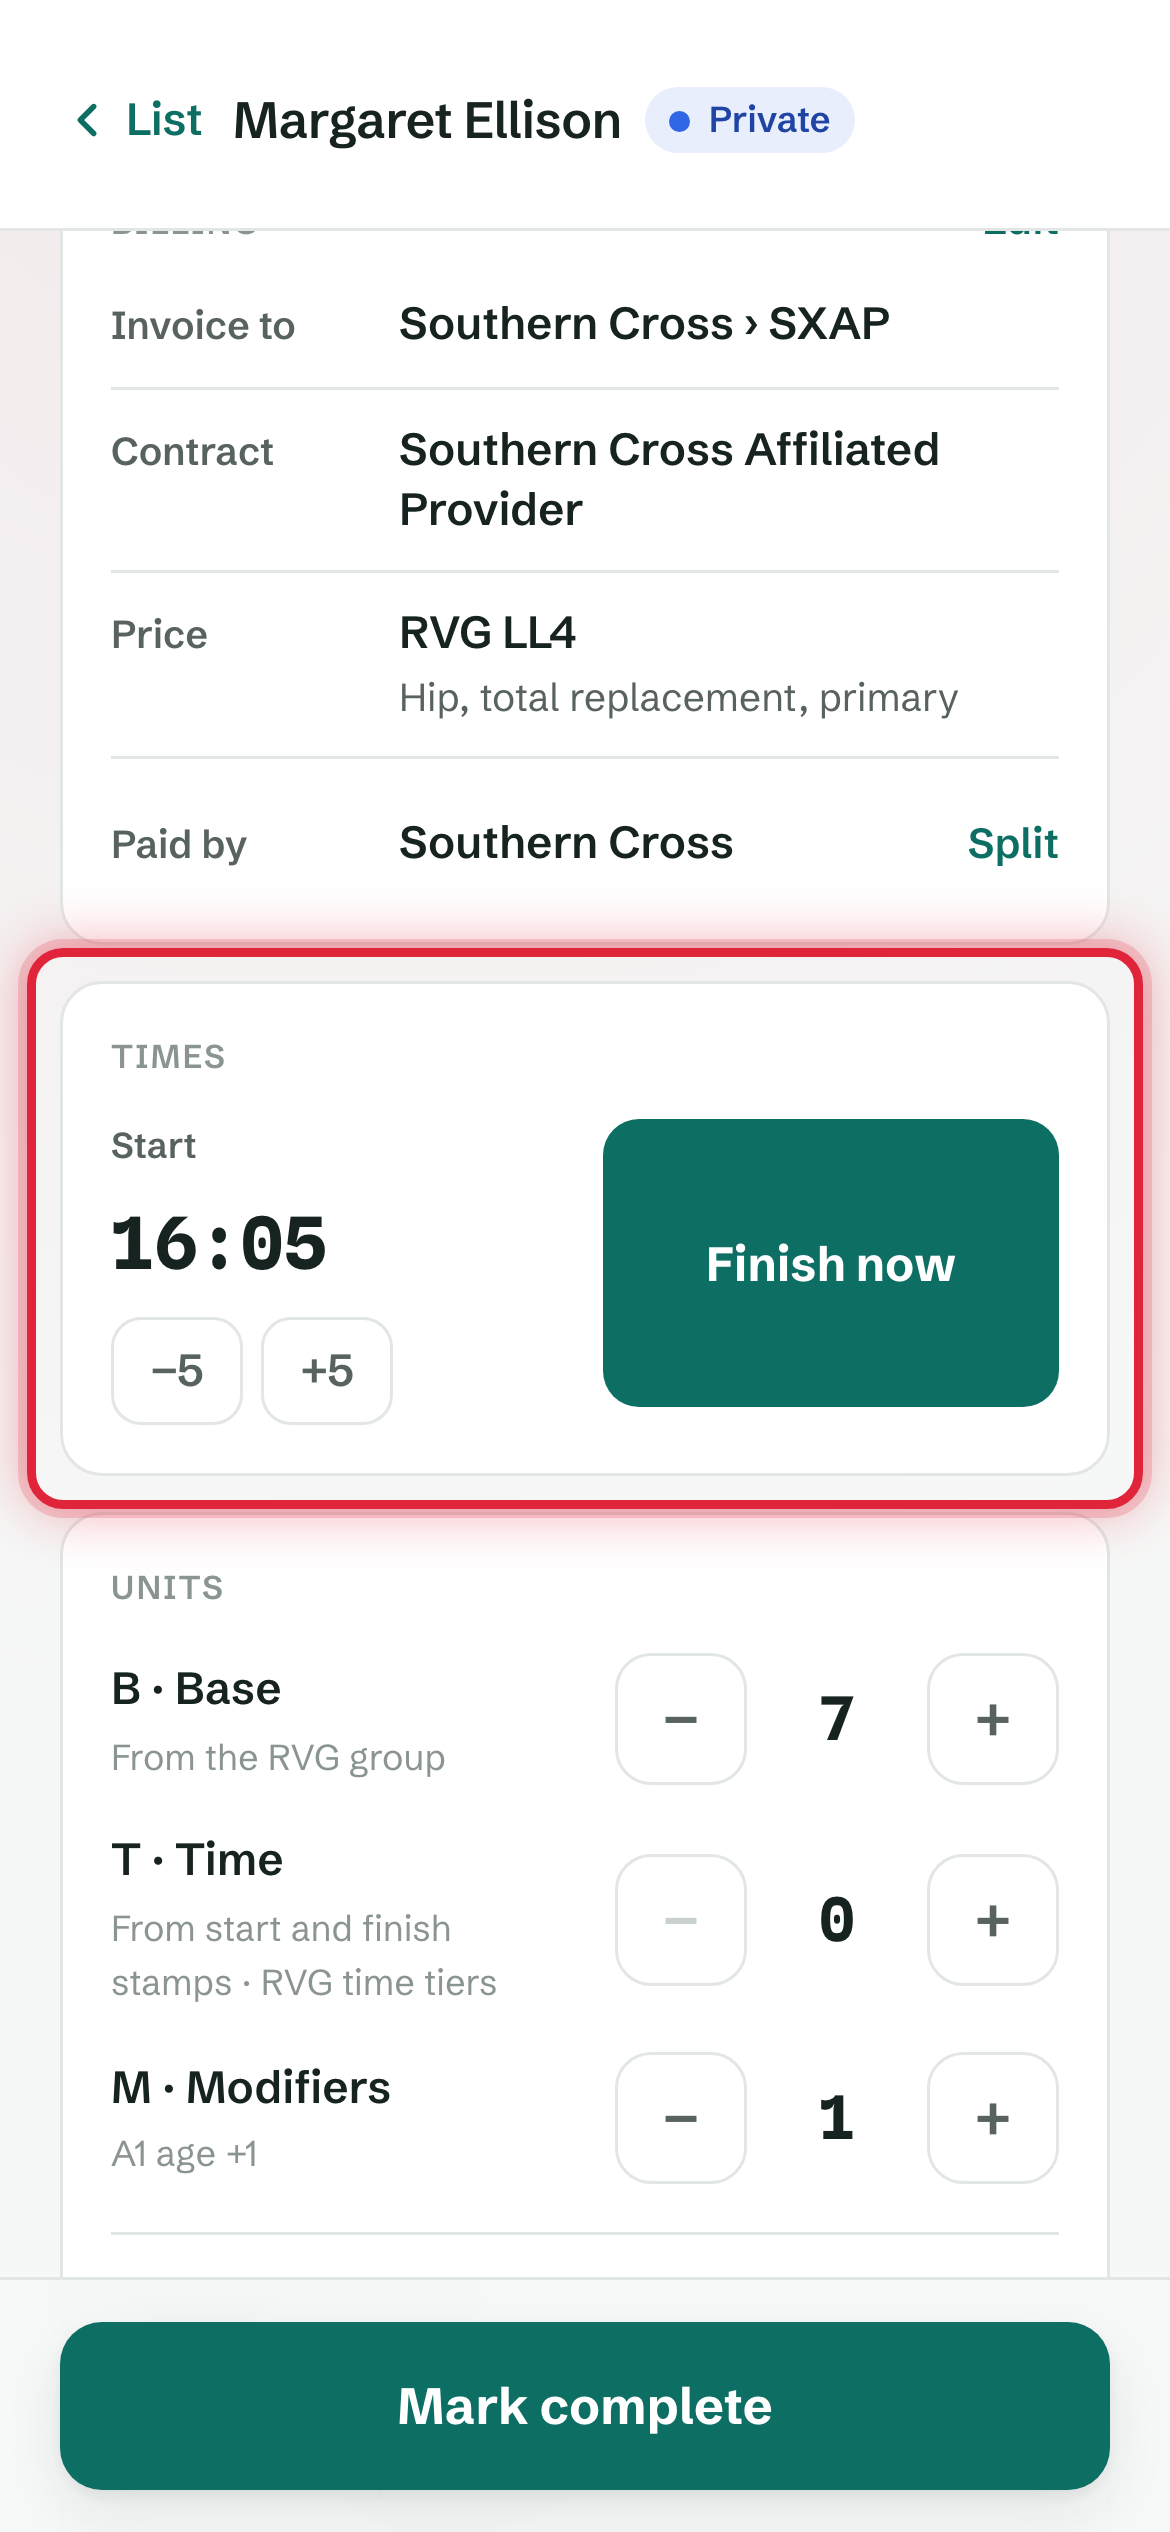 List Margaret Ellison Private
Invoice to Southern Cross › SXAP
Contract Southern Cross Affiliated
Provider
Price RVG LL4
Hip, total replacement, primary
Paid by Southern Cross Split
TIMES
Start
16:05
Finish now
−5 +5
UNITS
B · Base
From the RVG group
− 7 +
T · Time
From start and finish
stamps · RVG time tiers
− 0 +
M · Modifiers
A1 age +1
− 1 +
Mark complete